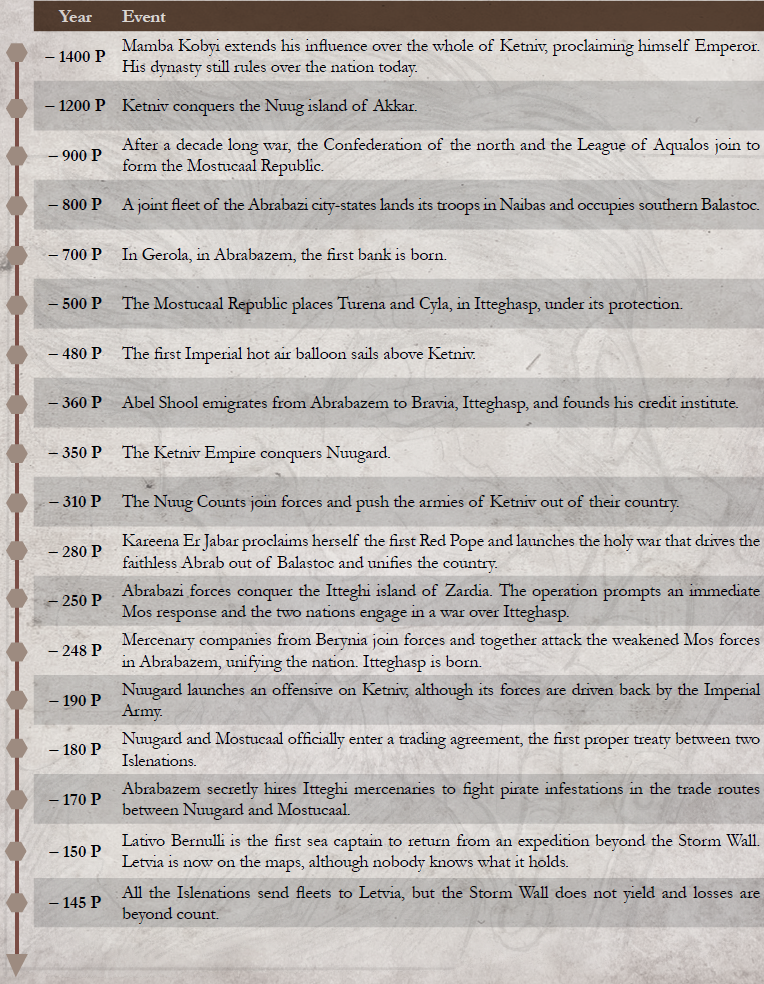 Year Event
– 1400 P Mamba Kobyi extends his influence over the whole of Ketniv, proclaiming himself Emperor.
His dynasty still rules over the nation today.
– 1200 P Ketniv conquers the Nuug island of Akkar.
– 900 P After a decade long war, the Confederation of the north and the League of Aqualos join to
form the Mostucaal Republic.
– 800 P A joint fleet of the Abrabazi city-states lands its troops in Naibas and occupies southern Balastoc.
– 700 P In Gerola, in Abrabazem, the first bank is born.
– 500 P The Mostucaal Republic places Turena and Cyla, in Itteghasp, under its protection.
– 480 P The first Imperial hot air balloon sails above Ketniv.
– 360 P Abel Shool emigrates from Abrabazem to Bravia, Itteghasp, and founds his credit institute.
– 350 P The Ketniv Empire conquers Nuugard.
– 310 P The Nuug Counts join forces and push the armies of Ketniv out of their country.
– 280 P Kareena Er Jabar proclaims herself the first Red Pope and launches the holy war that drives the
faithless Abrab out of Balastoc and unifies the country.
– 250 P Abrabazi forces conquer the Itteghi island of Zardia. The operation prompts an immediate
Mos response and the two nations engage in a war over Itteghasp.
– 248 P Mercenary companies from Berynia join forces and together attack the weakened Mos forces
in Abrabazem, unifying the nation. Itteghasp is born.
– 190 P Nuugard launches an offensive on Ketniv, although its forces are driven back by the Imperial
Army.
– 180 P Nuugard and Mostucaal officially enter a trading agreement, the first proper treaty between two
Islenations.
– 170 P Abrabazem secretly hires Itteghi mercenaries to fight pirate infestations in the trade routes
between Nuugard and Mostucaal.
– 150 P Lativo Bernulli is the first sea captain to return from an expedition beyond the Storm Wall.
Letvia is now on the maps, although nobody knows what it holds.
– 145 P All the Islenations send fleets to Letvia, but the Storm Wall does not yield and losses are
beyond count.